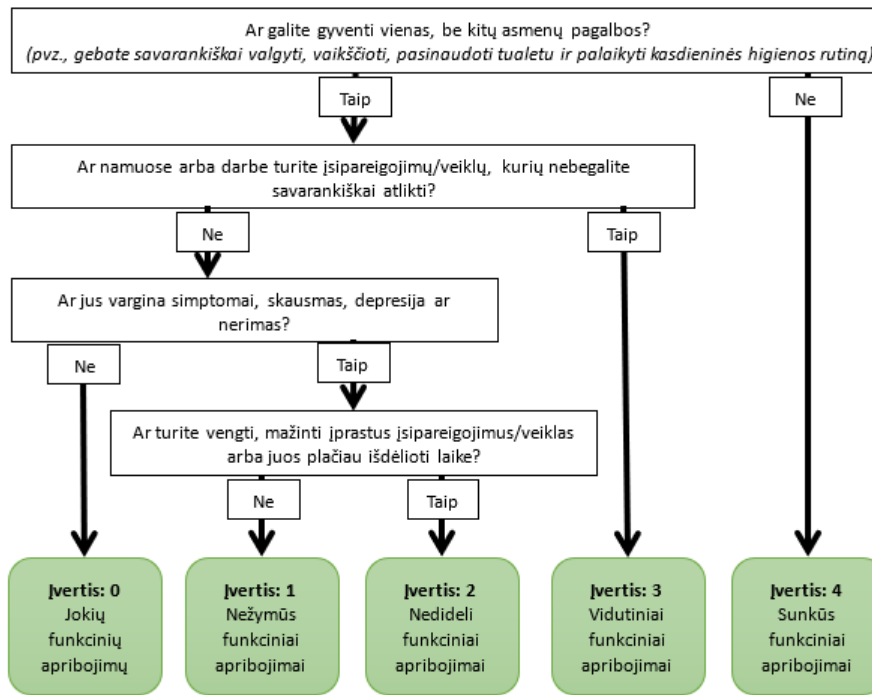 Ar galite gyventi vienas, be kitų asmenų pagalbos?
(pvz., gebate savarankiškai valgyti, vaikščioti, pasinaudoti tualetu ir palaikyti kasdieninės higienos rutiną)
Taip
Ne
Ar namuose arba darbe turite įsipareigojimų/veiklų, kurių nebegalite
savarankiškai atlikti?
Ne
Taip
Ar jus vargina simptomai, skausmas, depresija ar
nerimas?
Ne
Taip
Ar turite vengti, mažinti įprastus įsipareigojimus/veiklas
arba juos plačiau išdėlioti laike?
Ne
Taip
Įvertis: 0
Jokių
funkcinių
apribojimų
Įvertis: 1
Nežymūs
funkciniai
apribojimai
Įvertis: 2
Nedideli
funkciniai
apribojimai
Įvertis: 3
Vidutiniai
funkciniai
apribojimai
Įvertis: 4
Sunkūs
funkciniai
apribojimai